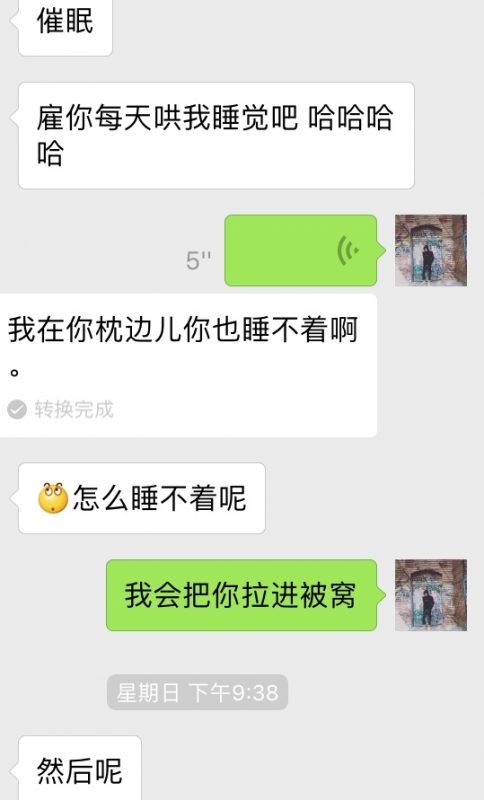 催眠
雇你每天哄我睡觉吧 哈哈哈
哈
5"
我在你枕边儿你也睡不着啊
。
转换完成
怎么睡不着呢
我会把你拉进被窝
星期日 下午9:38
然后呢